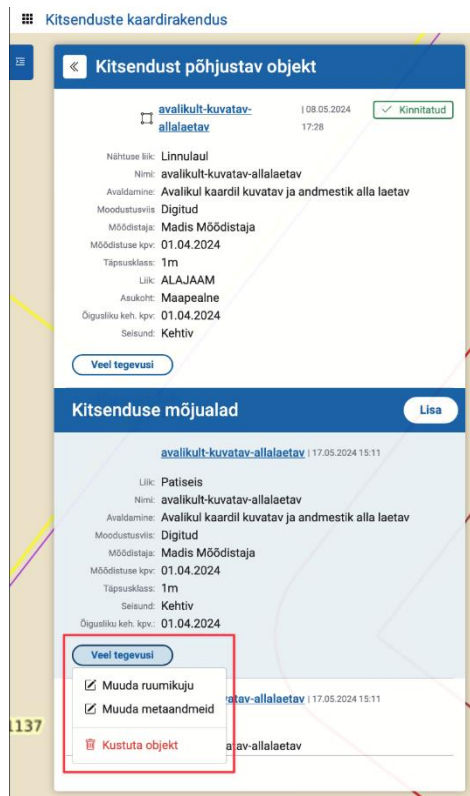 Kitsenduste kaardirakendus
Kitsendust põhjustav objekt
avalikult-kuvatav-allalaetav | 08.05.2024 17:28 Kinnitatud
Nähtuse liik: Linnulaul
Nimi: avalikult-kuvatav-allalaetav
Avaldamine: Avalikul kaardil kuvatav ja andmestik alla laetav
Moodustusviis Digitud
Mõõdistaja: Madis Mõõdistaja
Mõõdistuse kpv: 01.04.2024
Täpsusklass: 1m
Liik: ALAJAAM
Asukoht: Maapealne
Õigusliku keh. kpv: 01.04.2024
Seisund: Kehtiv
Veel tegevusi
Kitsenduse mõjualad Lisa
avalikult-kuvatav-allalaetav | 17.05.2024 15:11
Liik: Patiseis
Nimi: avalikult-kuvatav-allalaetav
Avaldamine: Avalikul kaardil kuvatav ja andmestik alla laetav
Moodustusviis: Digitud
Mõõdistaja: Madis Mõõdistaja
Mõõdistuse kpv: 01.04.2024
Täpsusklass: 1m
Seisund: Kehtiv
Õigusliku keh. kpv.: 01.04.2024
Veel tegevusi
Muuda ruumikuju
vatav-allalaetav | 17.05.2024 15:11
Muuda metaandmeid
1137
Kustuta objekt
atav-allalaetav